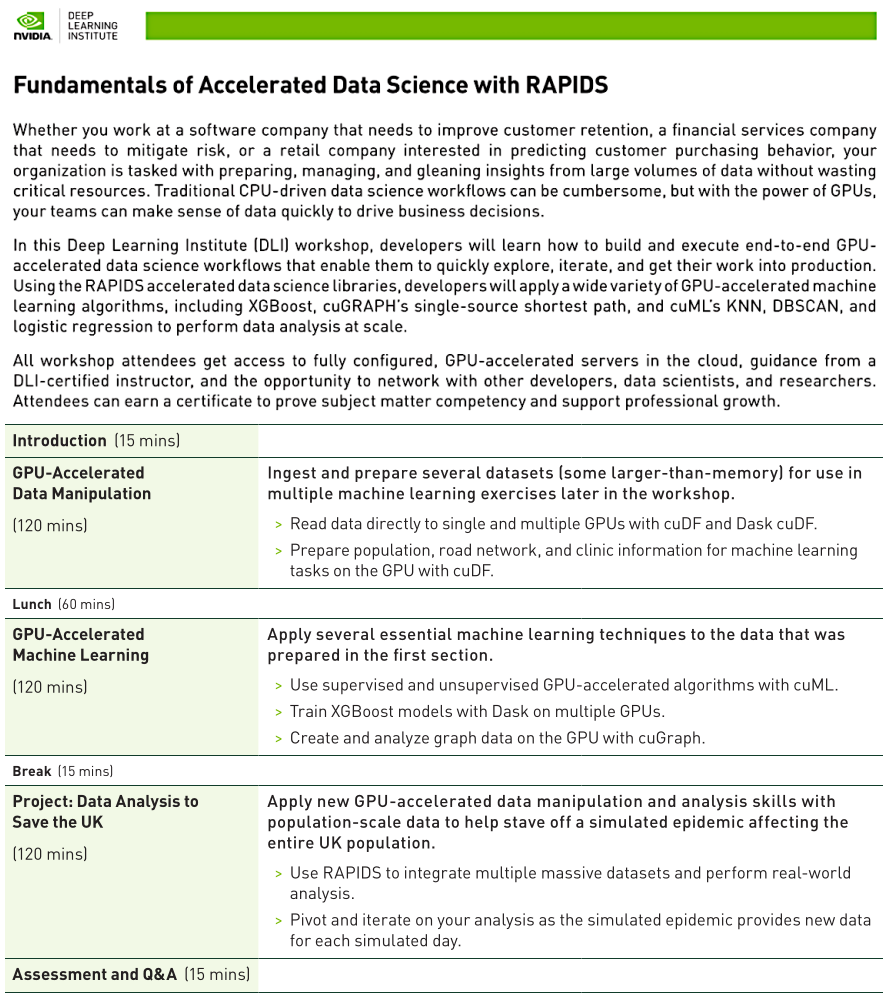 NVIDIA.
DEEP
LEARNING
INSTITUTE
Fundamentals of Accelerated Data Science with RAPIDS
Whether you work at a software company that needs to improve customer retention, a financial services company
that needs to mitigate risk, or a retail company interested in predicting customer purchasing behavior, your
organization is tasked with preparing, managing, and gleaning insights from large volumes of data without wasting
critical resources. Traditional CPU-driven data science workflows can be cumbersome, but with the power of GPUs,
your teams can make sense of data quickly to drive business decisions.
In this Deep Learning Institute (DLI) workshop, developers will learn how to build and execute end-to-end GPU-
accelerated data science workflows that enable them to quickly explore, iterate, and get their work into production.
Using the RAPIDS accelerated data science libraries, developers will apply a wide variety of GPU-accelerated machine
learning algorithms, including XGBoost, cuGRAPH's single-source shortest path, and cuML's KNN, DBSCAN, and
logistic regression to perform data analysis at scale.
All workshop attendees get access to fully configured, GPU-accelerated servers in the cloud, guidance from a
DLI-certified instructor, and the opportunity to network with other developers, data scientists, and researchers.
Attendees can earn a certificate to prove subject matter competency and support professional growth.
Introduction (15 mins)
GPU-Accelerated
Data Manipulation
(120 mins)
Ingest and prepare several datasets (some larger-than-memory) for use in
multiple machine learning exercises later in the workshop.
> Read data directly to single and multiple GPUs with cuDF and Dask cuDF.
> Prepare population, road network, and clinic information for machine learning
tasks on the GPU with cuDF.
Lunch (60 mins)
GPU-Accelerated
Machine Learning
(120 mins)
Apply several essential machine learning techniques to the data that was
prepared in the first section.
> Use supervised and unsupervised GPU-accelerated algorithms with cuML.
> Train XGBoost models with Dask on multiple GPUs.
> Create and analyze graph data on the GPU with cuGraph.
Break (15 mins)
Project: Data Analysis to
Save the UK
(120 mins)
Apply new GPU-accelerated data manipulation and analysis skills with
population-scale data to help stave off a simulated epidemic affecting the
entire UK population.
> Use RAPIDS to integrate multiple massive datasets and perform real-world
analysis.
> Pivot and iterate on your analysis as the simulated epidemic provides new data
for each simulated day.
Assessment and Q&A (15 mins)